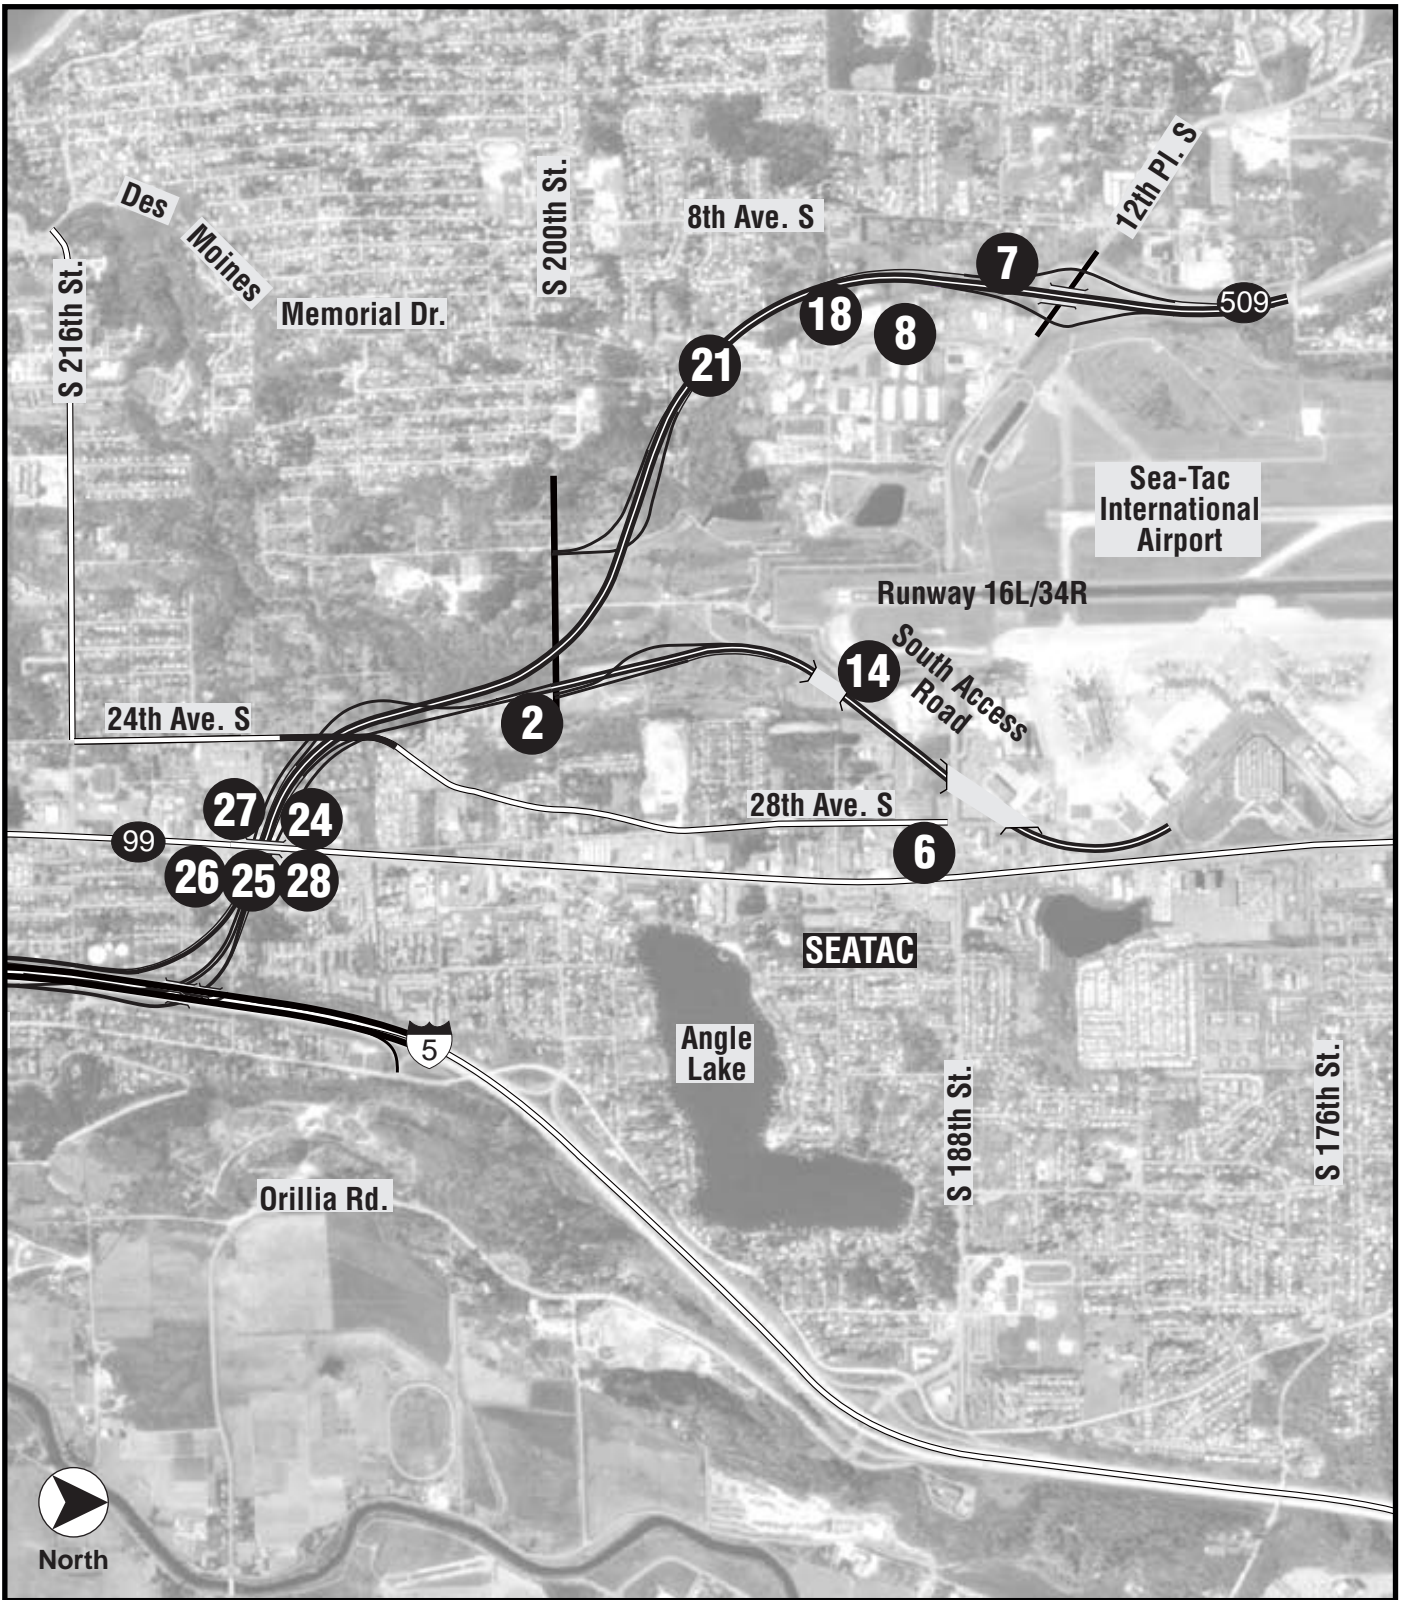 12th Pl. S
Des
Moines
Memorial Dr.
S 216th St.
S 200th St.
8th Ave. S
7
509
18
8
21
Sea-Tac
International
Airport
Runway 16L/34R
South Access
Road
14
2
24th Ave. S
27
24
28th Ave. S
99
6
26
25
28
SEATAC
5
Angle
Lake
S 188th St.
S 176th St.
Orillia Rd.
North